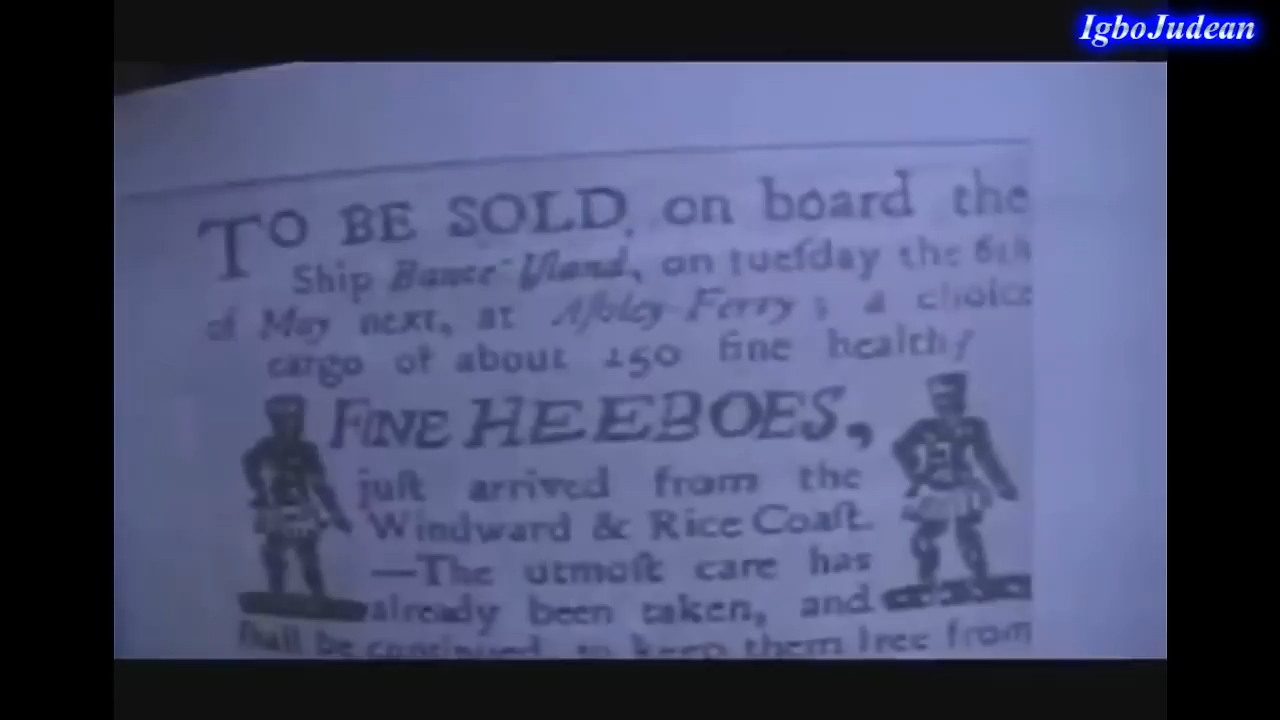 IgboJudean
TO BE SOLD, on board the
Ship Bance-Iſland, on tueſday the 6th
of May next, at Aſhley-Ferry; a choice
cargo of about 250 fine healthy
FINE HEEBOES,
juſt arrived from the
Windward & Rice Coaſt.
—The utmoſt care has
already been taken, and
ſhall be continued, to keep them free from